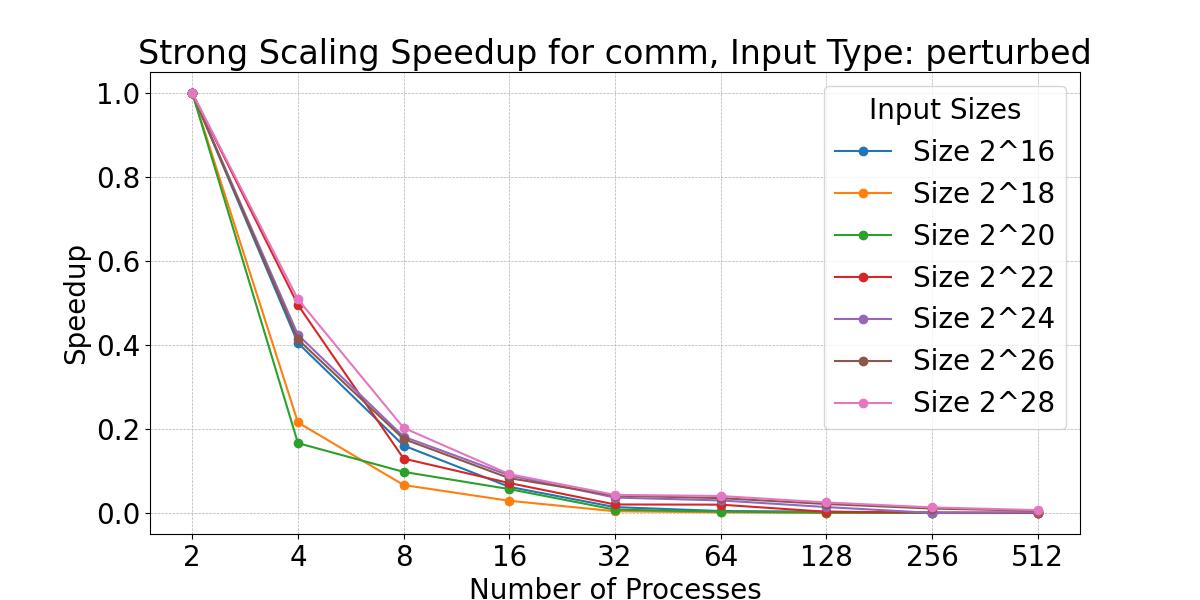 Strong Scaling Speedup for comm, Input Type: perturbed
Speedup
1.0
0.8
0.6
0.4
0.2
0.0
Input Sizes
Size 2^16
Size 2^18
Size 2^20
Size 2^22
Size 2^24
Size 2^26
Size 2^28
2 4 8 16 32 64 128 256 512
Number of Processes